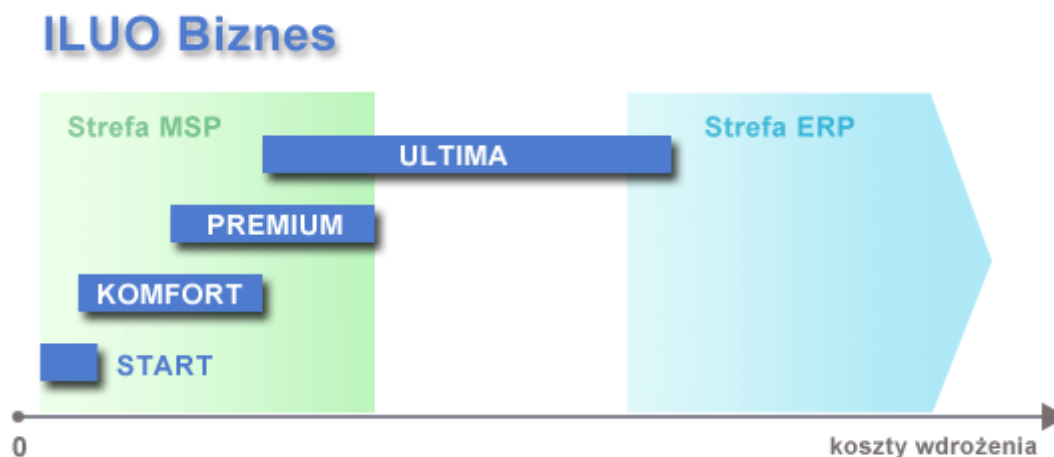 ILUO Biznes
Strefa MSP
Strefa ERP
ULTIMA
PREMIUM
KOMFORT
START
0
koszty wdrożenia